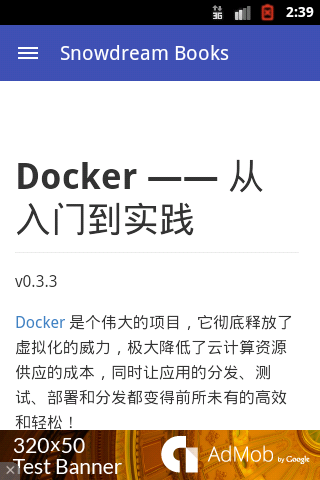 3G 2:39
Snowdream Books
Docker —— 从
入门到实践
v0.3.3
Docker 是个伟大的项目，它彻底释放了
虚拟化的威力，极大降低了云计算资源
供应的成本，同时让应用的分发、测
试、部署和分发都变得前所未有的高效
和轻松！
320×50
Test Banner
AdMob by Google